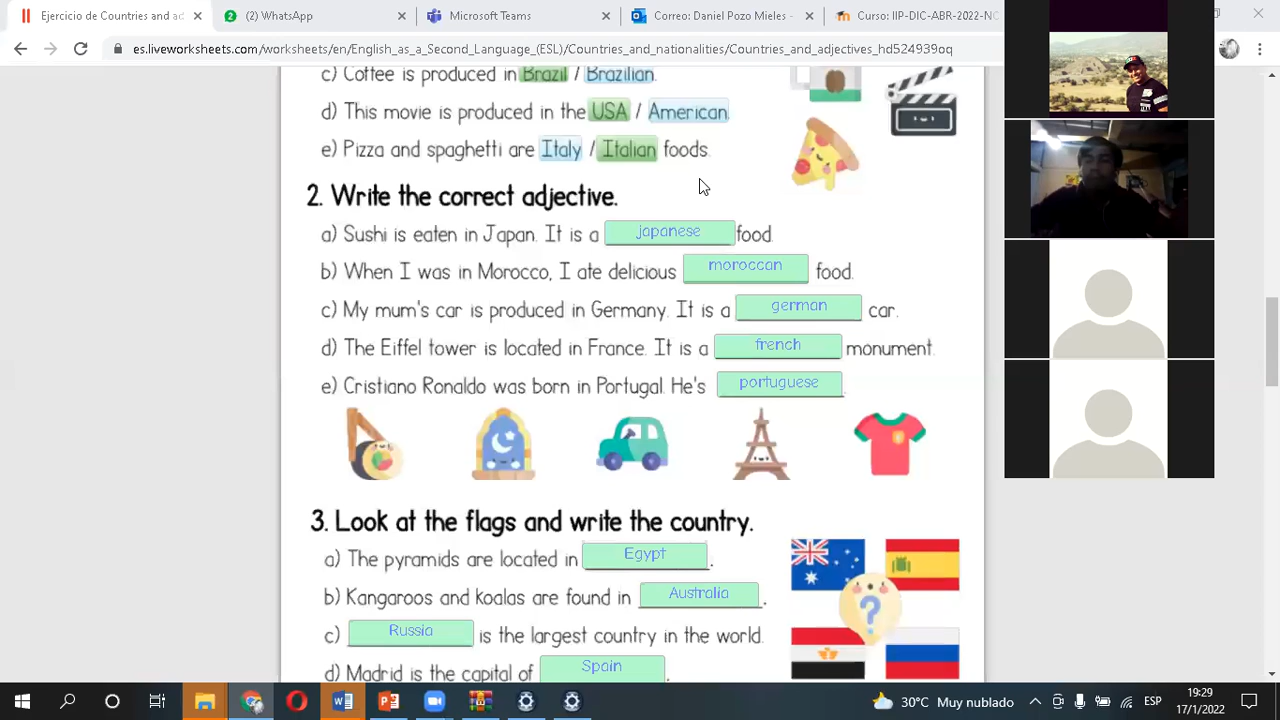 Ejercicio de Countries and ad
(2) WhatsApp
Microsoft Teams
Correo: Daniel Pozo Mieles -
Curso: IIP-DIC-ABR-2022-NO
es.liveworksheets.com/worksheets/en/English_as_a_Second_Language_(ESL)/Countries_and_nationalities/Countries_and_adjectives_hd524939oq
c) Coffee is produced in Brazil / Brazilian.
d) This movie is produced in the USA / American
e) Pizza and spaghetti are Italy / Italian foods.
2. Write the correct adjective.
a) Sushi is eaten in Japan. It is a japanese food.
b) When I was in Morocco, I ate delicious moroccan food.
c) My mum's car is produced in Germany. It is a german car.
d) The Eiffel tower is located in France. It is a french monument.
e) Cristiano Ronaldo was born in Portugal. He's portuguese.
3. Look at the flags and write the country.
a) The pyramids are located in Egypt.
b) Kangaroos and koalas are found in Australia.
c) Russia is the largest country in the world.
d) Madrid is the capital of Spain.
?
30°C Muy nublado
ESP
19:29
17/1/2022